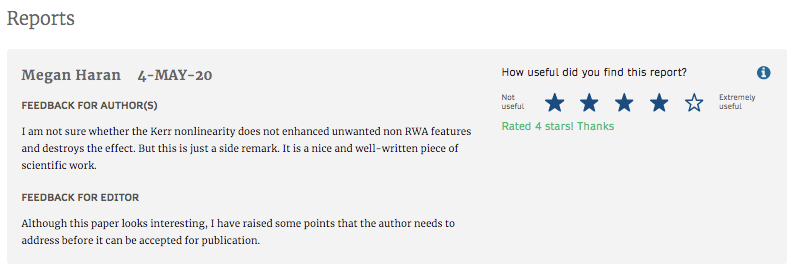 Reports
Megan Haran 4-MAY-20
FEEDBACK FOR AUTHOR(S)
I am not sure whether the Kerr nonlinearity does not enhanced unwanted non RWA features
and destroys the effect. But this is just a side remark. It is a nice and well-written piece of
scientific work.
FEEDBACK FOR EDITOR
Although this paper looks interesting, I have raised some points that the author needs to
address before it can be accepted for publication.
How useful did you find this report?
i
Not
useful
Extremely
useful
Rated 4 stars! Thanks